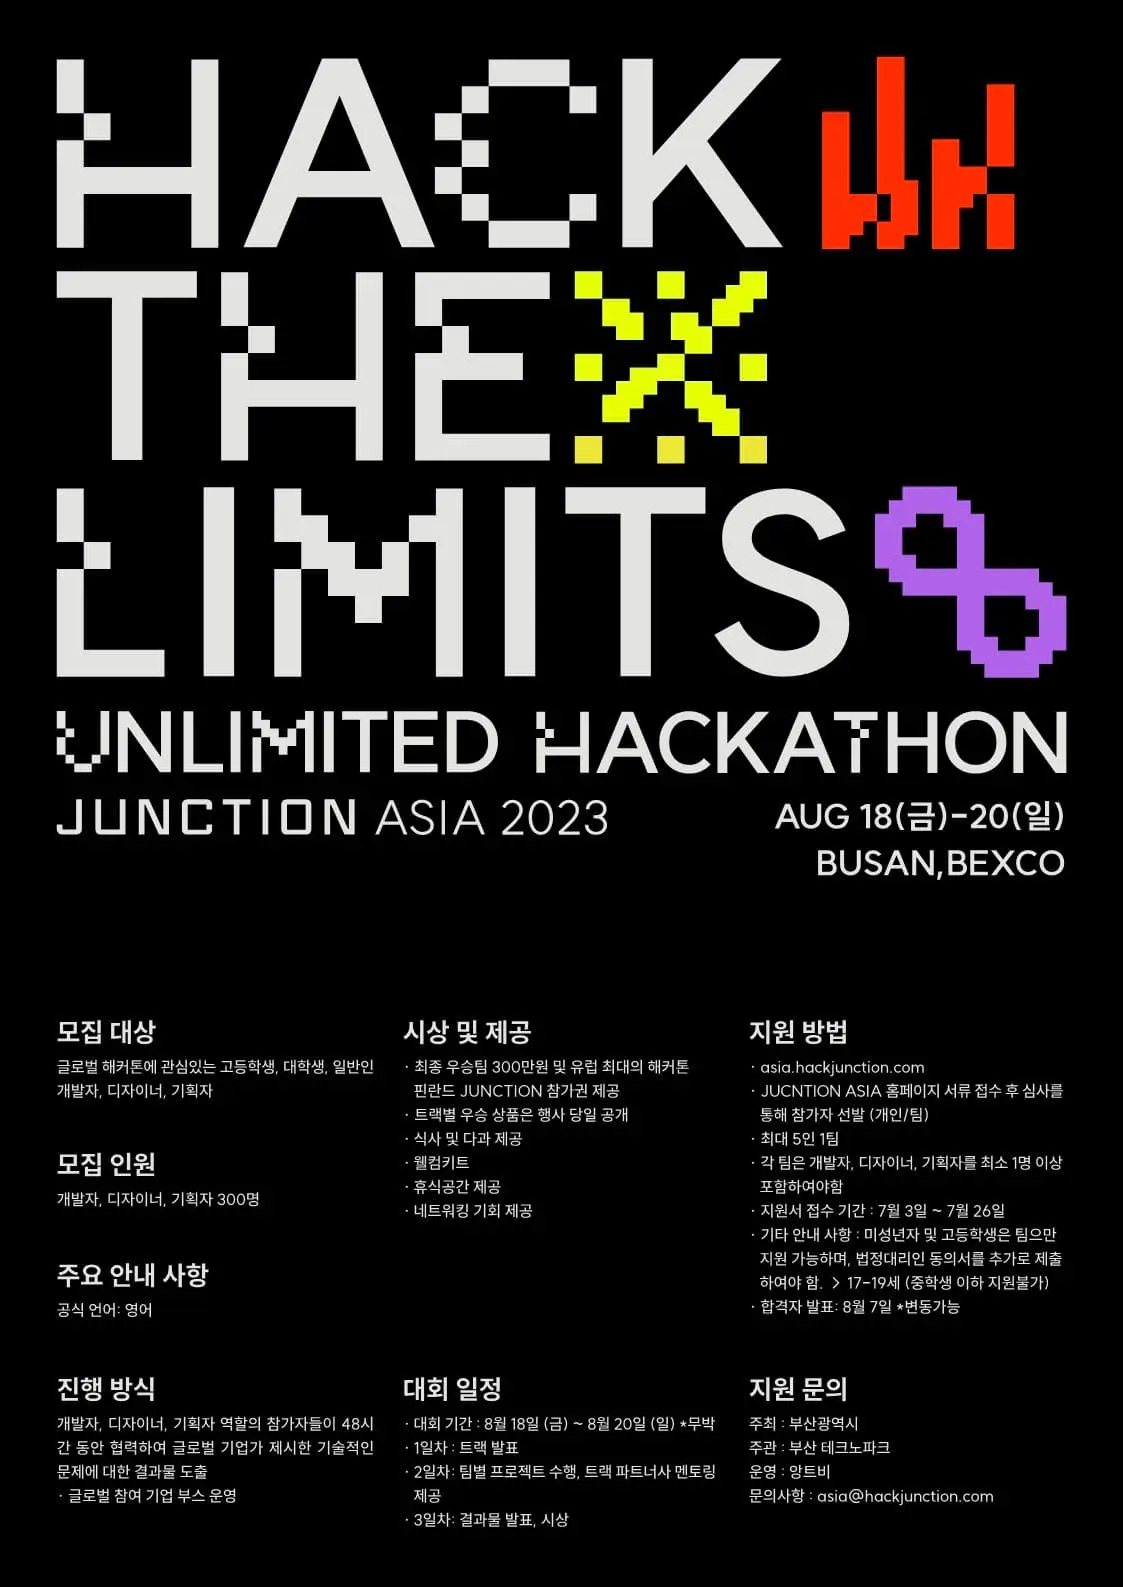 HACK
THE
LIMITS
UNLIMITED HACKATHON
JUNCTION ASIA 2023
AUG 18(금)-20(일)
BUSAN,BEXCO
모집 대상
글로벌 해커톤에 관심있는 고등학생, 대학생, 일반인
개발자, 디자이너, 기획자
모집 인원
개발자, 디자이너, 기획자 300명
주요 안내 사항
공식 언어: 영어
시상 및 제공
· 최종 우승팀 300만원 및 유럽 최대의 해커톤
핀란드 JUNCTION 참가권 제공
· 트랙별 우승 상품은 행사 당일 공개
· 식사 및 다과 제공
· 웰컴키트
· 휴식공간 제공
· 네트워킹 기회 제공
지원 방법
· asia.hackjunction.com
· JUCNTION ASIA 홈페이지 서류 접수 후 심사를
통해 참가자 선발 (개인/팀)
· 최대 5인 1팀
· 각 팀은 개발자, 디자이너, 기획자를 최소 1명 이상
포함하여야함
· 지원서 접수 기간 : 7월 3일 ~ 7월 26일
· 기타 안내 사항 : 미성년자 및 고등학생은 팀으만
지원 가능하며, 법정대리인 동의서를 추가로 제출
하여야 함. > 17-19세 (중학생 이하 지원불가)
· 합격자 발표: 8월 7일 *변동가능
진행 방식
개발자, 디자이너, 기획자 역할의 참가자들이 48시
간 동안 협력하여 글로벌 기업가 제시한 기술적인
문제에 대한 결과물 도출
· 글로벌 참여 기업 부스 운영
대회 일정
· 대회 기간 : 8월 18일 (금) ~ 8월 20일 (일) *무박
· 1일차 : 트랙 발표
· 2일차: 팀별 프로젝트 수행, 트랙 파트너사 멘토링
제공
· 3일차: 결과물 발표, 시상
지원 문의
주최 : 부산광역시
주관 : 부산 테크노파크
운영 : 앙트비
문의사항 : asia@hackjunction.com